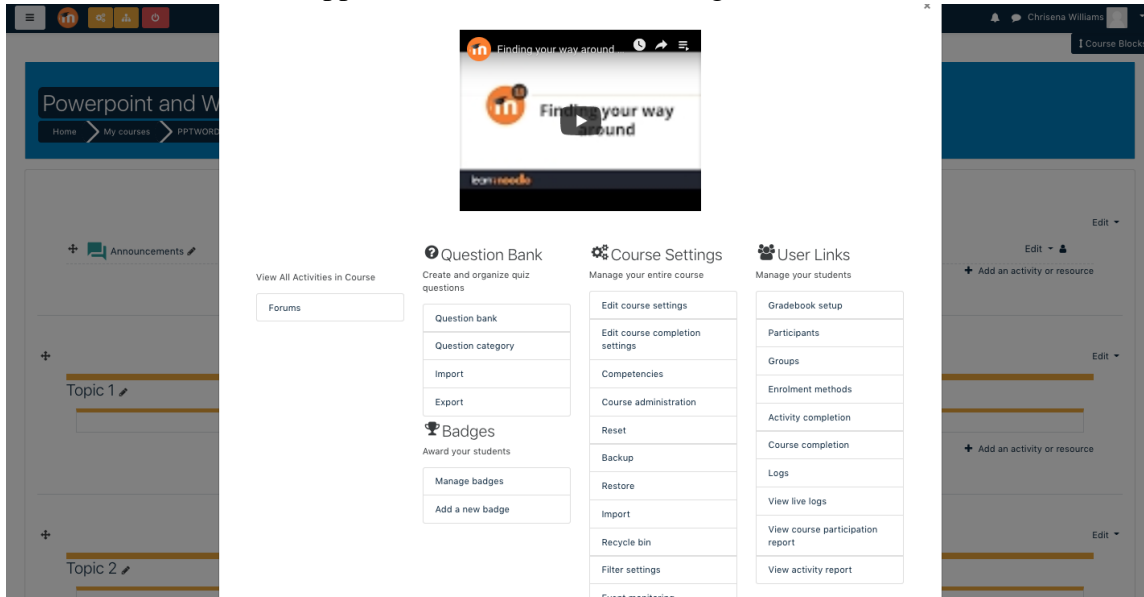 Chrisena Williams
Course Blocks
Finding your way around
Finding your way
around
learnnoodle
Powerpoint and W
Home
My courses
PPTWORD
Edit
Announcements
Edit
Add an activity or resource
View All Activities in Course
Forums
Question Bank
Create and organize quiz
questions
Question bank
Question category
Import
Export
Badges
Award your students
Manage badges
Add a new badge
Course Settings
Manage your entire course
Edit course settings
Edit course completion
settings
Competencies
Course administration
Reset
Backup
Restore
Import
Recycle bin
Filter settings
User Links
Manage your students
Gradebook setup
Participants
Groups
Enrolment methods
Activity completion
Course completion
Logs
View live logs
View course participation
report
View activity report
Edit
Topic 1
Add an activity or resource
Edit
Topic 2